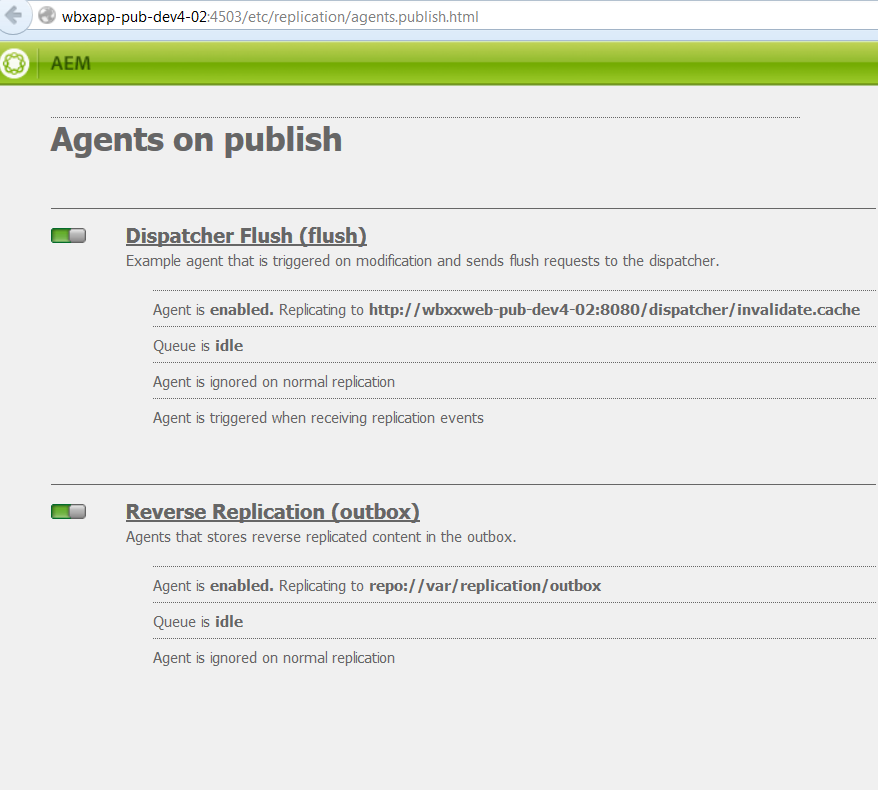 wbxapp-pub-dev4-02:4503/etc/replication/agents.publish.html
AEM
Agents on publish
Dispatcher Flush (flush)
Example agent that is triggered on modification and sends flush requests to the dispatcher.
Agent is enabled. Replicating to http://wbxxweb-pub-dev4-02:8080/dispatcher/invalidate.cache
Queue is idle
Agent is ignored on normal replication
Agent is triggered when receiving replication events
Reverse Replication (outbox)
Agents that stores reverse replicated content in the outbox.
Agent is enabled. Replicating to repo://var/replication/outbox
Queue is idle
Agent is ignored on normal replication